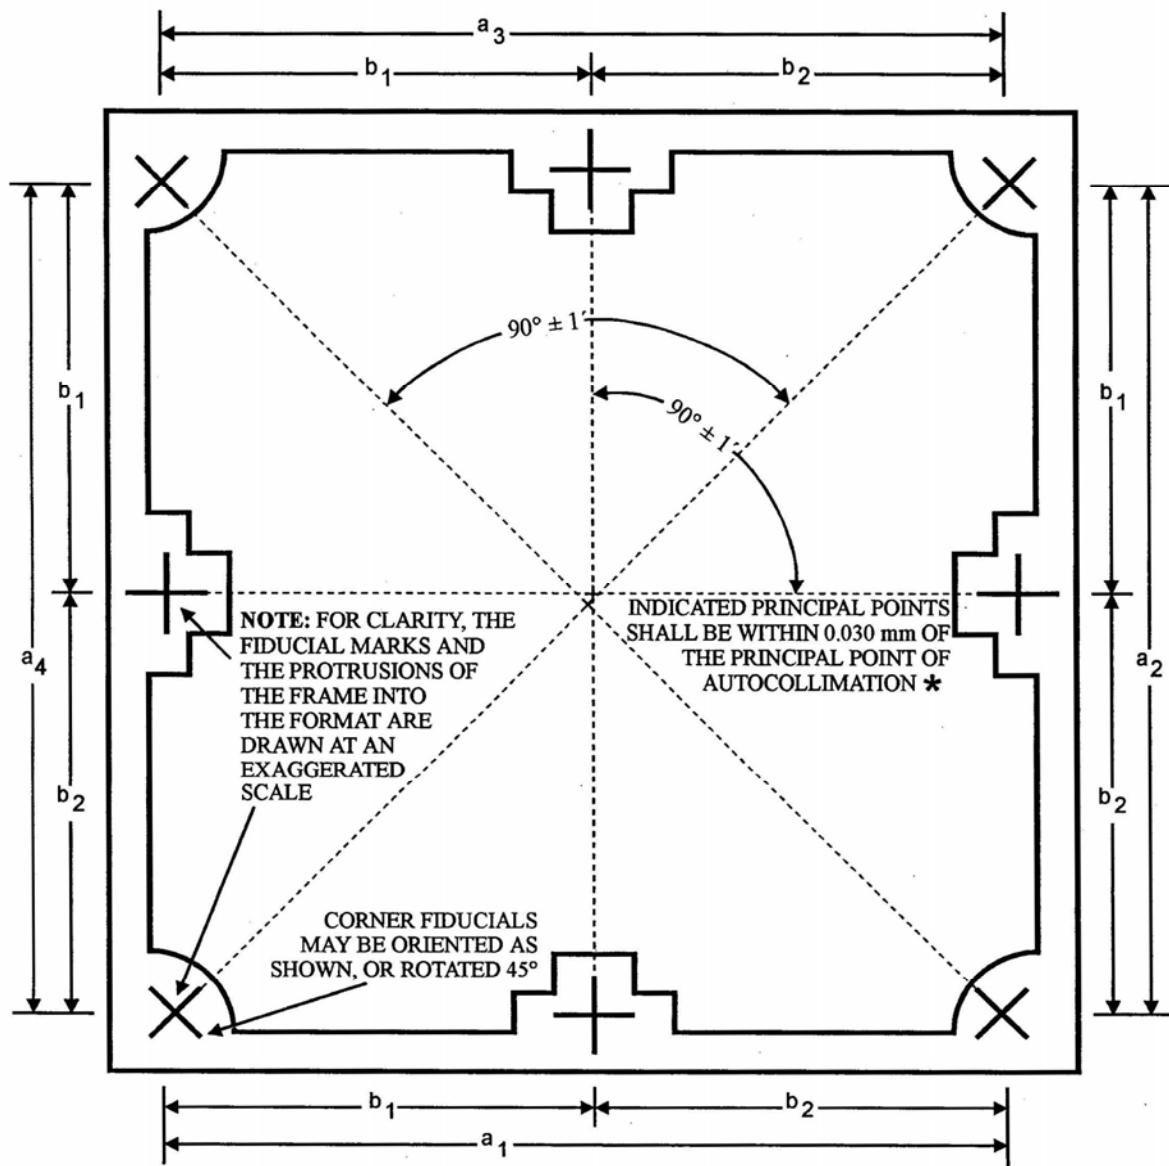 a3
b1
b2
a4
b1
b1
a2
90° ± 1′
90° ± 1′
NOTE: FOR CLARITY, THE
FIDUCIAL MARKS AND
THE PROTRUSIONS OF
THE FRAME INTO
THE FORMAT ARE
DRAWN AT AN
EXAGGERATED
SCALE
INDICATED PRINCIPAL POINTS
SHALL BE WITHIN 0.030 mm OF
THE PRINCIPAL POINT OF
AUTOCOLLIMATION *
b2
b2
CORNER FIDUCIALS
MAY BE ORIENTED AS
SHOWN, OR ROTATED 45°
b1
b2
a1